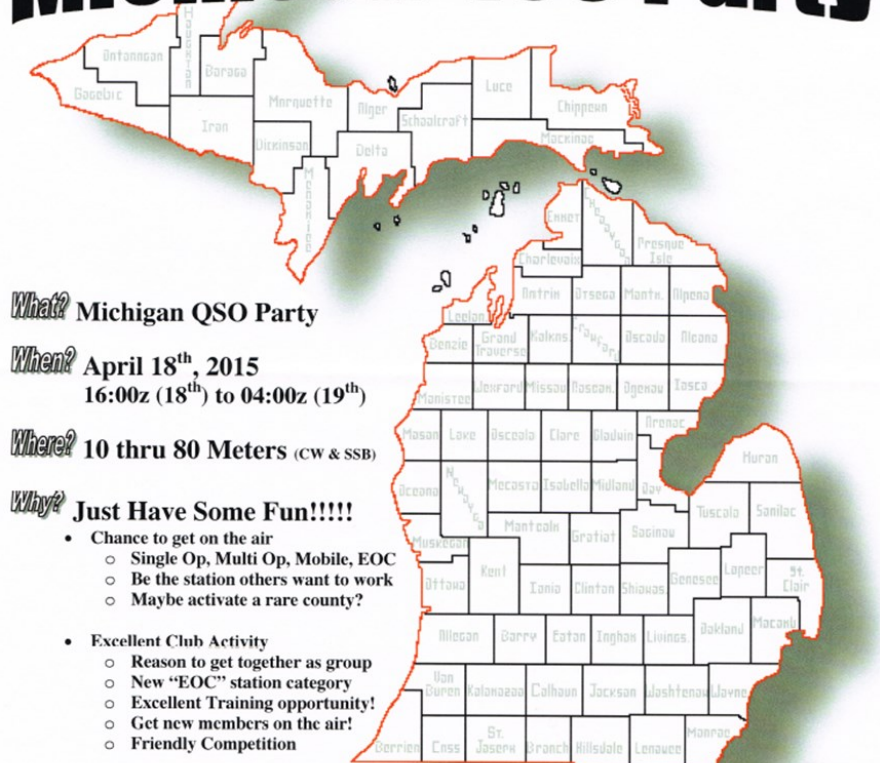 Michigan QSO Party
Houghton
Ontonagon
Baraga
Gogebic
Marquette
Iron
Alger
Luce
Chippewa
Schoolcraft
Mackinac
Dickinson
Delta
Menominee
Emmet
Cheboygan
Presque
Isle
Charlevoix
Antrim Otsego Montm. Alpena
What? Michigan QSO Party
Leelan.
Benzie Grand
Traverse Kalkns. Crawford Oscoda Alcona
When? April 18th, 2015
16:00z (18th) to 04:00z (19th)
Manistee Wexford Missau Roscom. Ogemaw Iosca
Arenac
Where? 10 thru 80 Meters (CW & SSB)
Mason Lake Osceola Clare Gladwin
Huron
Oceana Newaygo Mecosta Isabella Midland Bay
Why? Just Have Some Fun!!!!!
Tuscola Sanilac
Montcalm Gratiot Saginaw
• Chance to get on the air
Muskegon
o Single Op, Multi Op, Mobile, EOC
o Be the station others want to work
o Maybe activate a rare county?
Ottawa Kent Ionia Clinton Shiawas. Genesee Lapeer St.
Clair
• Excellent Club Activity
Allegan Barry Eaton Ingham Livings. Oakland Macomb
o Reason to get together as group
o New “EOC” station category
o Excellent Training opportunity!
o Get new members on the air!
o Friendly Competition
Van
Buren Kalamazoo Calhoun Jackson Washtenaw Wayne
Berrien Cass St.
Joseph Branch Hillsdale Lenawee Monroe